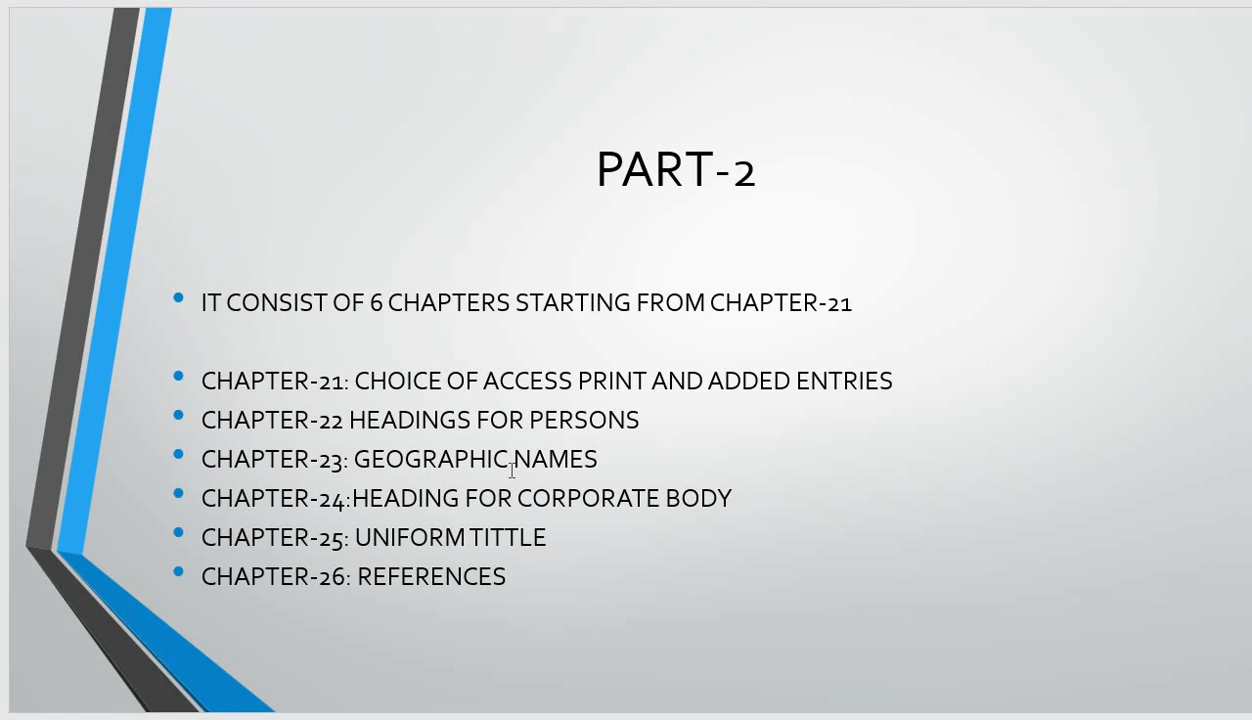 PART-2
IT CONSIST OF 6 CHAPTERS STARTING FROM CHAPTER-21
CHAPTER-21: CHOICE OF ACCESS PRINT AND ADDED ENTRIES
CHAPTER-22 HEADINGS FOR PERSONS
CHAPTER-23: GEOGRAPHIC NAMES
CHAPTER-24:HEADING FOR CORPORATE BODY
CHAPTER-25: UNIFORM TITTLE
CHAPTER-26: REFERENCES